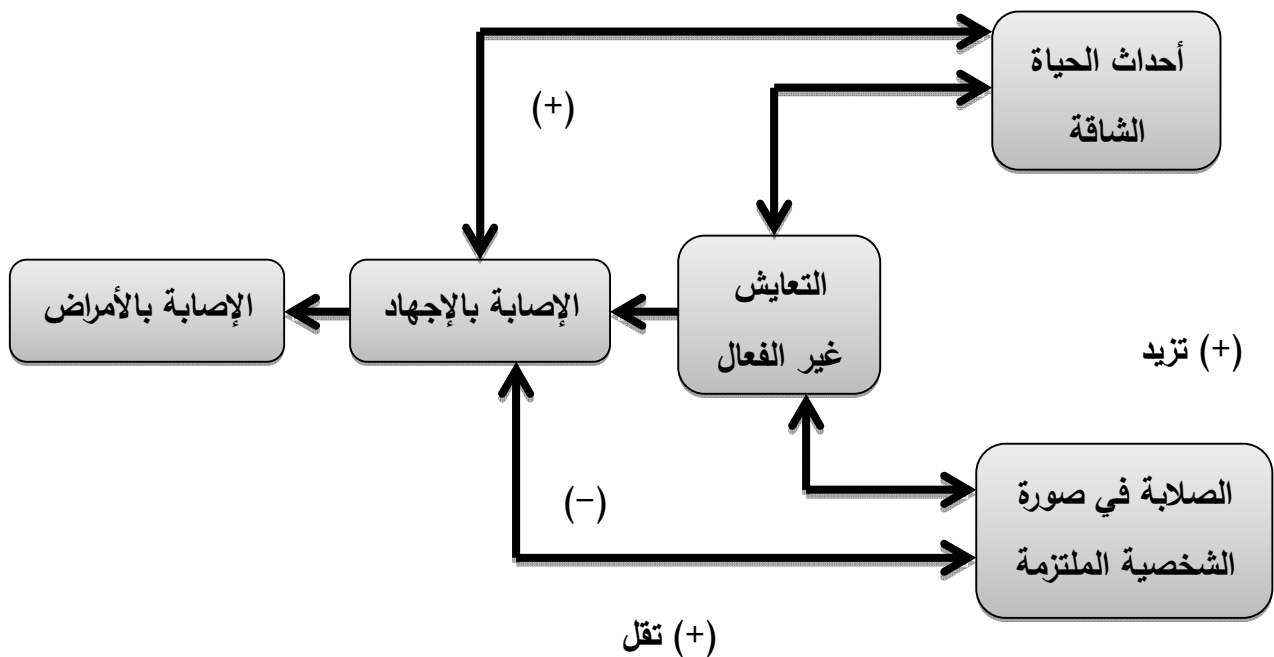 أحداث الحياة
الشاقة
(+)
التعايش
غير الفعال
الإصابة بالإجهاد
الإصابة بالأمراض
(+) تزيد
الصلابة في صورة
الشخصية الملتزمة
(−)
(+) تقل